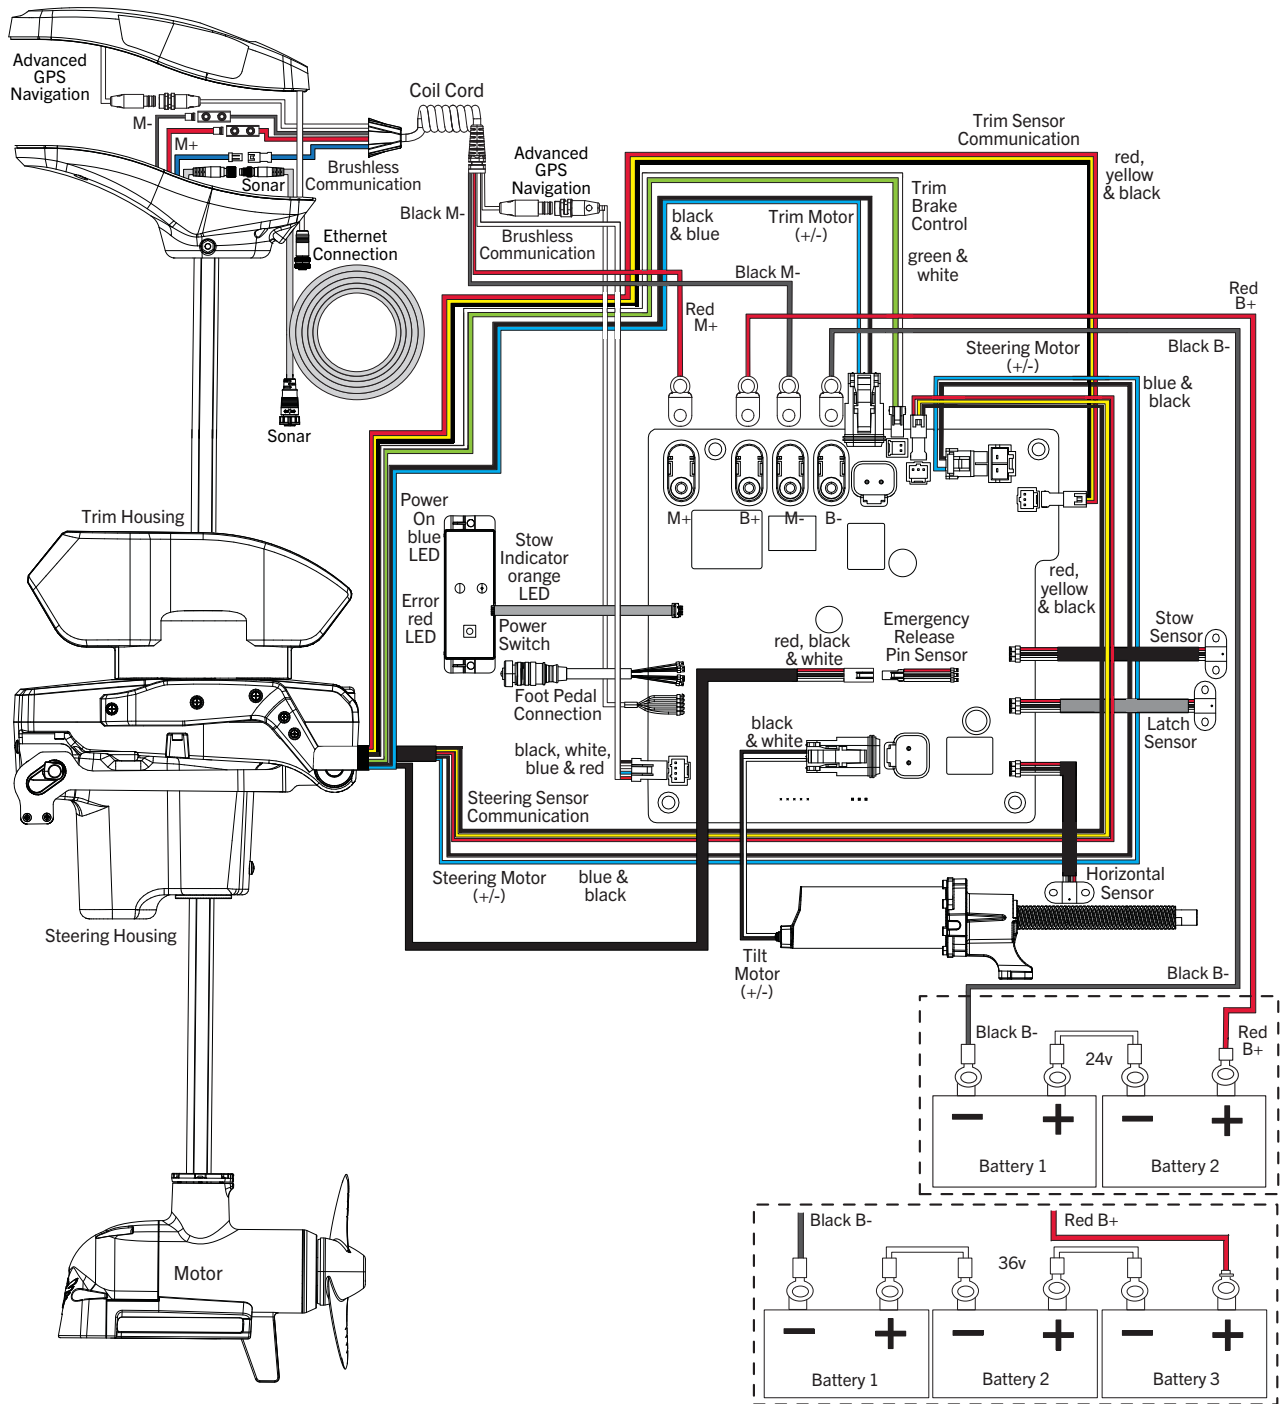 Advanced
GPS
Navigation
M-
M+
Coil Cord
Brushless
Communication
Sonar
Ethernet
Connection
Sonar
Black M-
Advanced
GPS
Navigation
Brushless
Communication
black
& blue
Trim Motor
(+/-)
Trim Sensor
Communication
red,
yellow
& black
Trim
Brake
Control
green &
white
Black M-
Red
M+
Red
B+
Black B-
Steering Motor
(+/-)
blue &
black
M+
B+
M-
B-
Trim Housing
Power
On
blue
LED
Stow
Indicator
orange
LED
Error
red
LED
Power
Switch
Foot Pedal
Connection
red, black
& white
Emergency
Release
Pin Sensor
red,
yellow
& black
Stow
Sensor
Latch
Sensor
black
& white
black, white,
blue & red
Steering Sensor
Communication
Steering Motor
(+/-)
blue &
black
Horizontal
Sensor
Steering Housing
Tilt
Motor
(+/-)
Black B-
Black B-
24v
Red
B+
Battery 1
Battery 2
Motor
Black B-
Red B+
36v
Battery 1
Battery 2
Battery 3